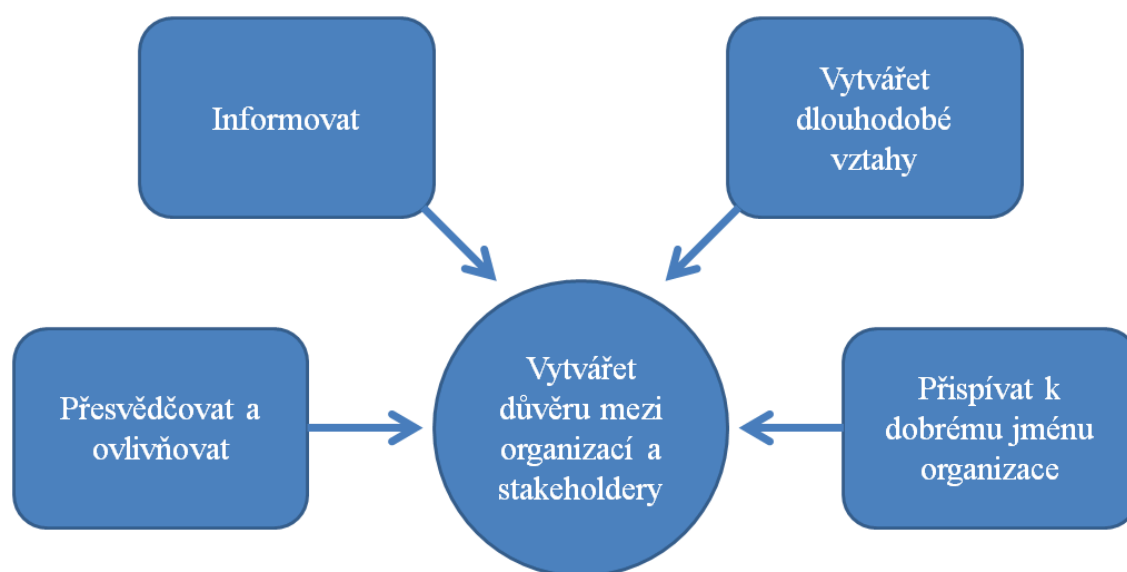 Informovat
Vytvářet
dlouhodobé
vztahy
Přesvědčovat a
ovlivňovat
Vytvářet
důvěru mezi
organizací a
stakeholdery
Přispívat k
dobrému jménu
organizace